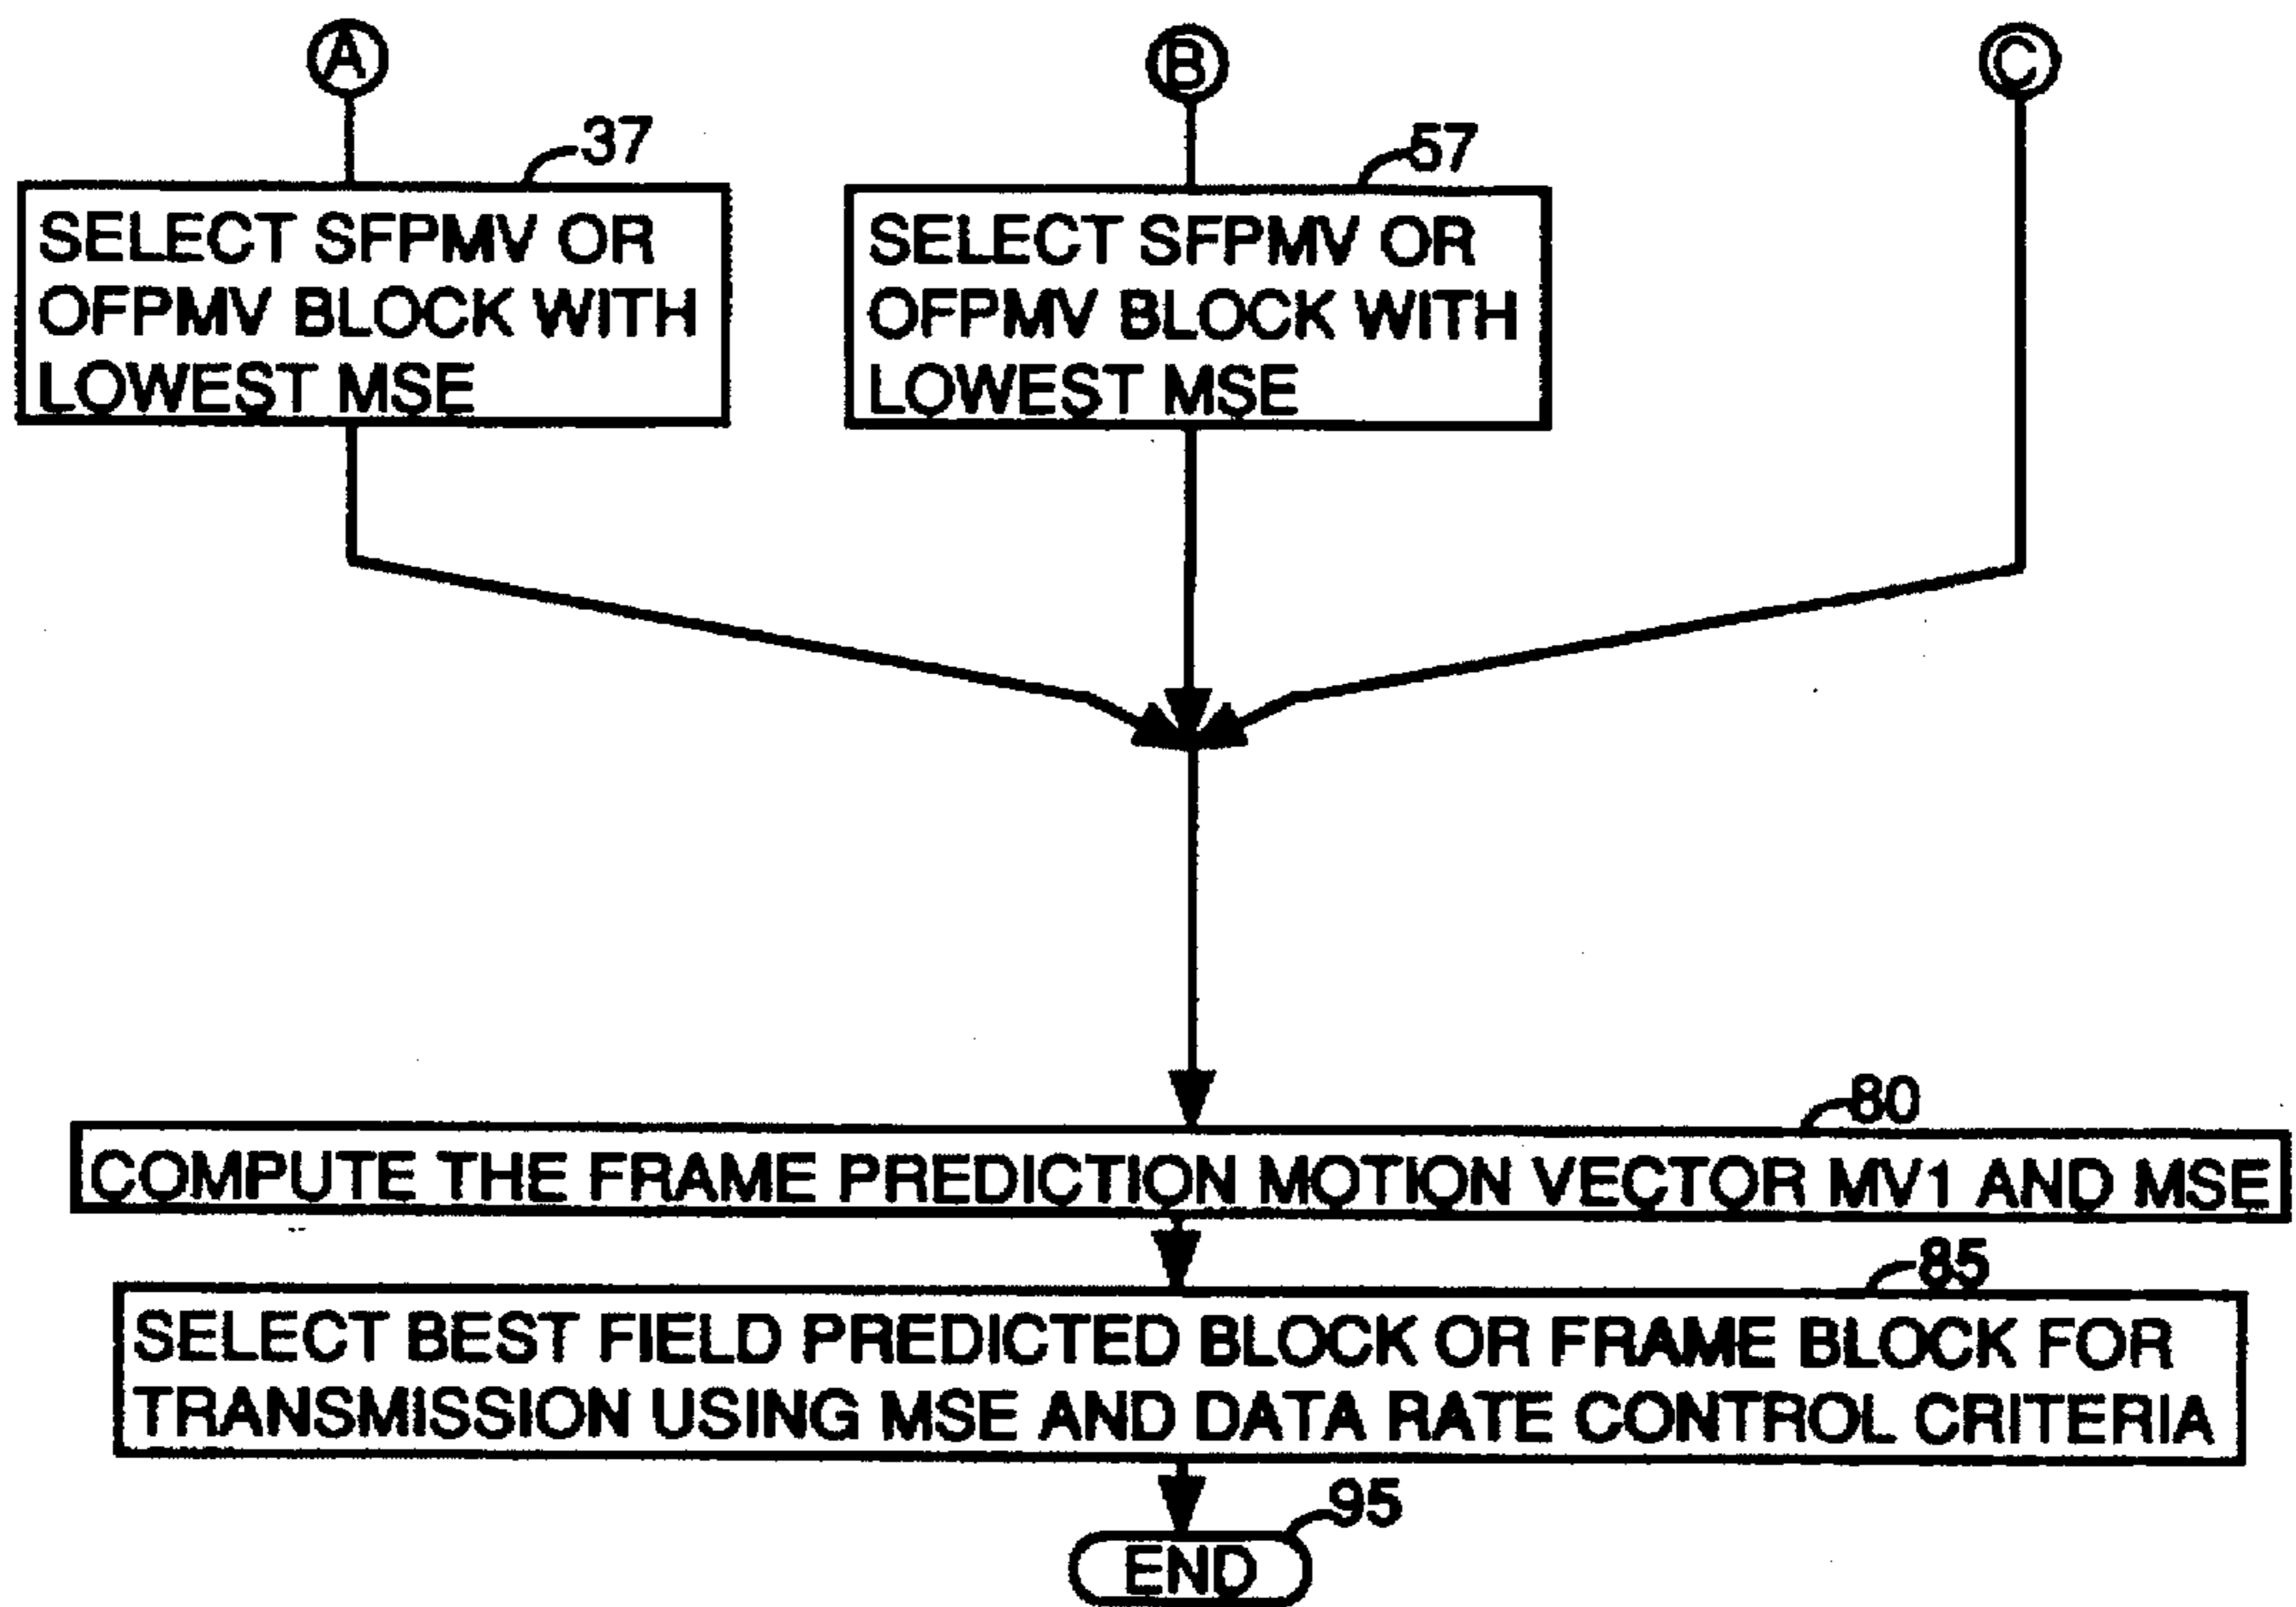 A
B
C
37
57
SELECT SFPMV OR
OFPMV BLOCK WITH
LOWEST MSE
SELECT SFPMV OR
OFPMV BLOCK WITH
LOWEST MSE
80
COMPUTE THE FRAME PREDICTION MOTION VECTOR MV1 AND MSE
85
SELECT BEST FIELD PREDICTED BLOCK OR FRAME BLOCK FOR
TRANSMISSION USING MSE AND DATA RATE CONTROL CRITERIA
95
END